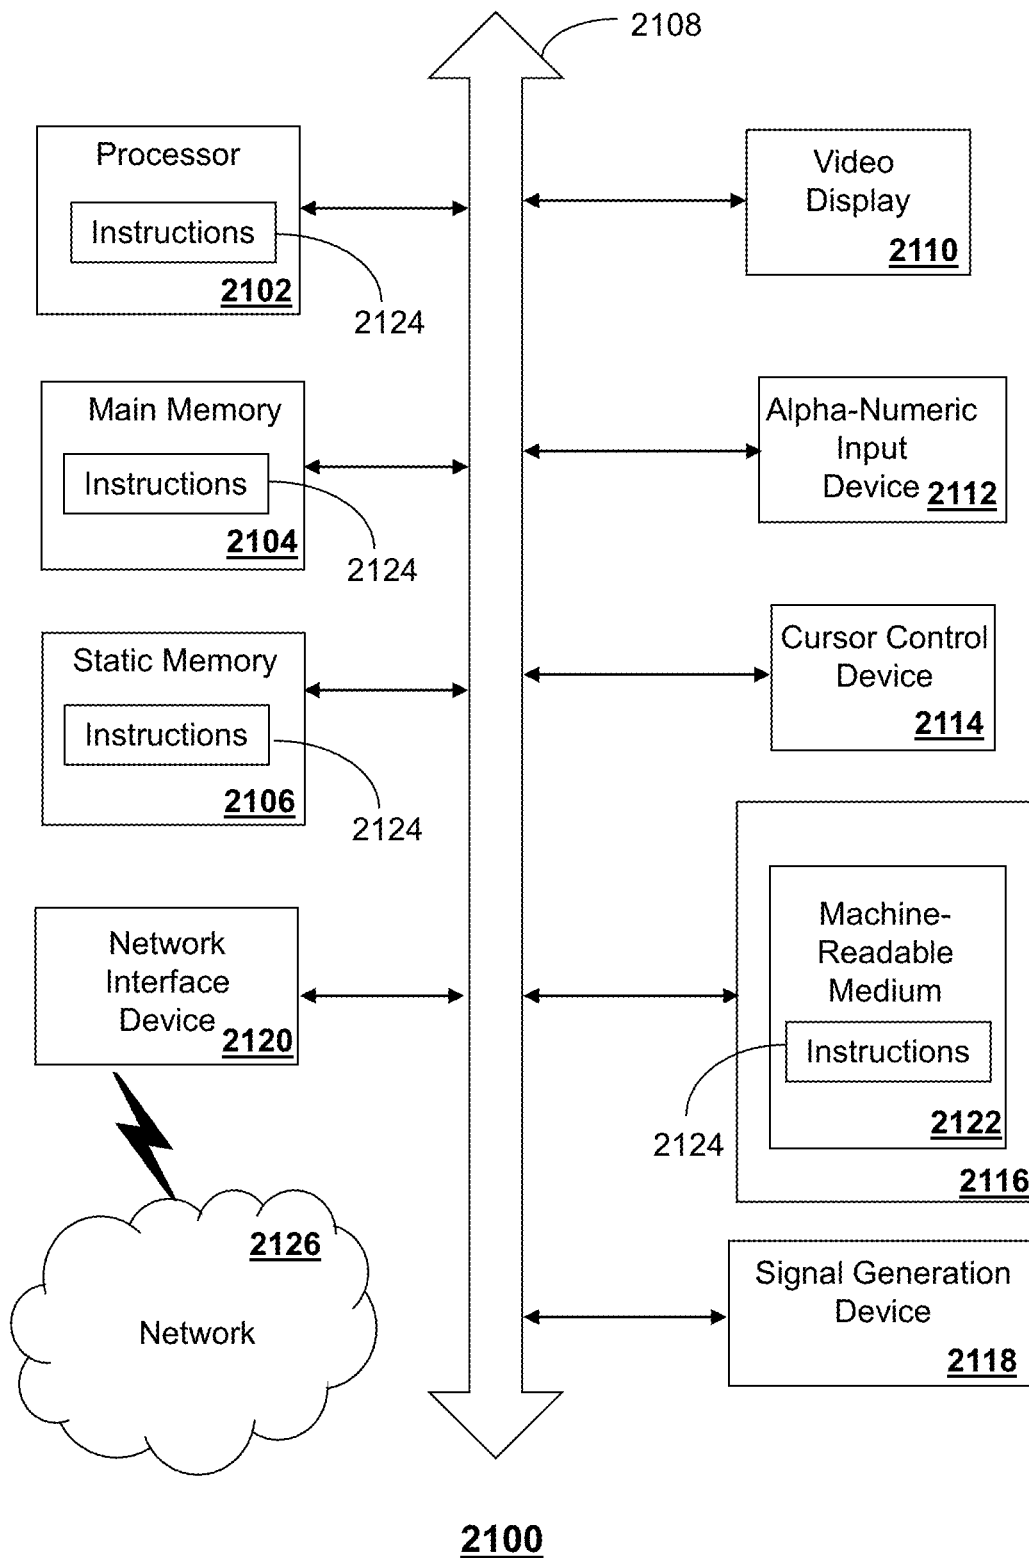 2108
Processor
Instructions
2102
2124
Video
Display
2110
Main Memory
Instructions
2104
2124
Alpha-Numeric
Input
Device 2112
Static Memory
Instructions
2106
2124
Cursor Control
Device
2114
Network
Interface
Device
2120
Machine-
Readable
Medium
Instructions
2122
2124
2116
2126
Network
Signal Generation
Device
2118
2100